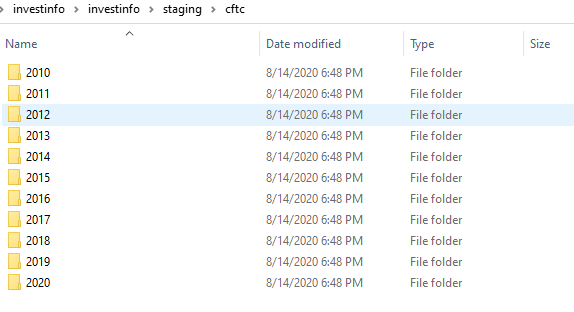 investinfo > investinfo > staging > cftc
Name Date modified Type Size
2010 8/14/2020 6:48 PM File folder
2011 8/14/2020 6:48 PM File folder
2012 8/14/2020 6:48 PM File folder
2013 8/14/2020 6:48 PM File folder
2014 8/14/2020 6:48 PM File folder
2015 8/14/2020 6:48 PM File folder
2016 8/14/2020 6:48 PM File folder
2017 8/14/2020 6:48 PM File folder
2018 8/14/2020 6:48 PM File folder
2019 8/14/2020 6:48 PM File folder
2020 8/14/2020 6:48 PM File folder